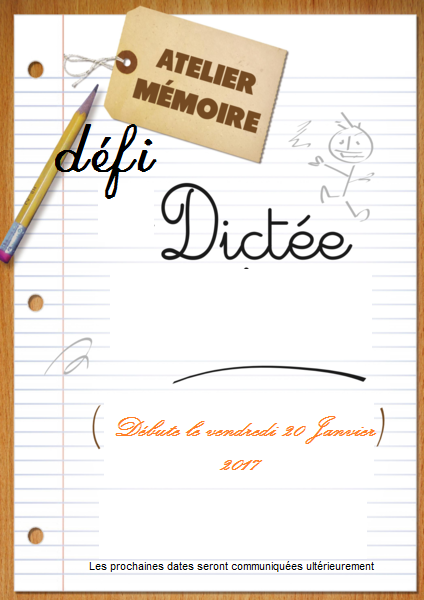 ATELIER
MÉMOIRE
défi
Dictée
( Débute le vendredi 20 Janvier )
2017
Les prochaines dates seront communiquées ultérieurement